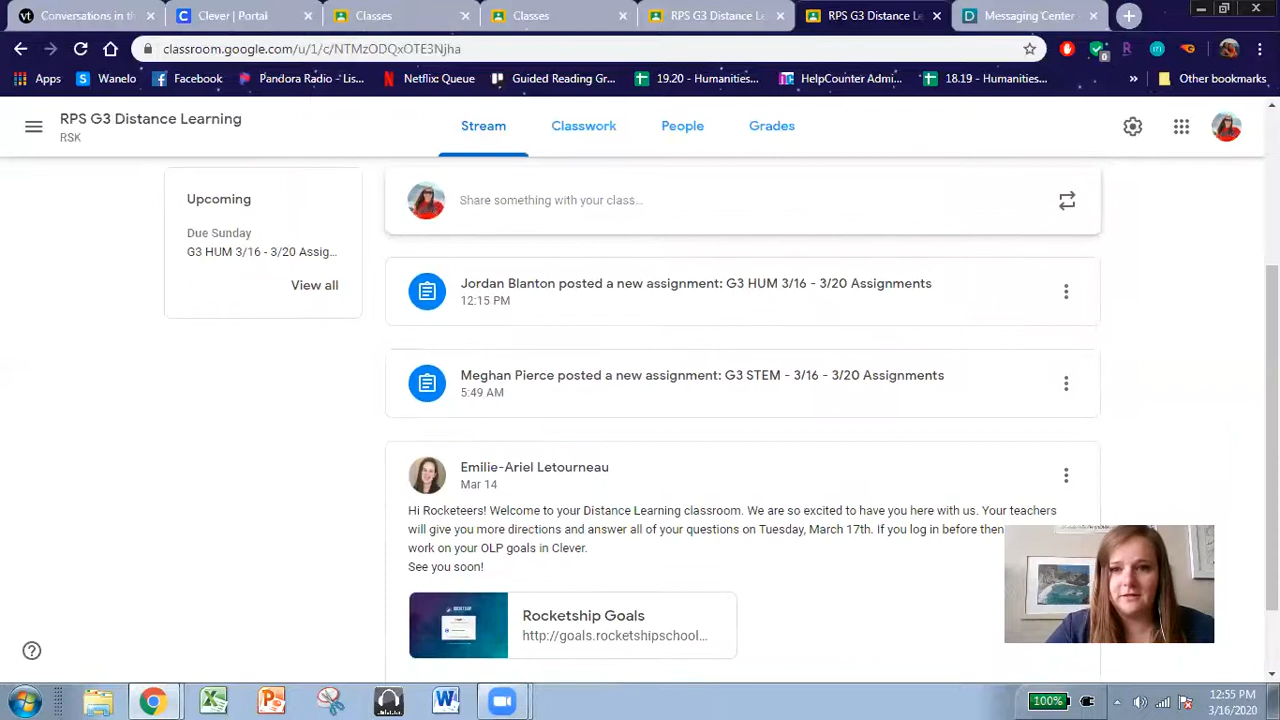 Conversations in th
Clever | Portal
Classes
Classes
RPS G3 Distance Le
RPS G3 Distance Le
Messaging Center
classroom.google.com/u/1/c/NTMzODQxOTE3Njha
Apps
Wanelo
Facebook
Pandora Radio - Lis...
Netflix Queue
Guided Reading Gr...
19.20 - Humanities...
HelpCounter Admi...
18.19 - Humanities...
Other bookmarks
RPS G3 Distance Learning
RSK
Stream
Classwork
People
Grades
Upcoming
Due Sunday
G3 HUM 3/16 - 3/20 Assig...
View all
Share something with your class...
Jordan Blanton posted a new assignment: G3 HUM 3/16 - 3/20 Assignments
12:15 PM
Meghan Pierce posted a new assignment: G3 STEM - 3/16 - 3/20 Assignments
5:49 AM
Emilie-Ariel Letourneau
Mar 14
Hi Rocketeers! Welcome to your Distance Learning classroom. We are so excited to have you here with us. Your teachers
will give you more directions and answer all of your questions on Tuesday, March 17th. if you log in before then
work on your OLP goals in Clever.
See you soon!
Rocketship Goals
http://goals.rocketshipschool...
100%
12:55 PM
3/16/2020